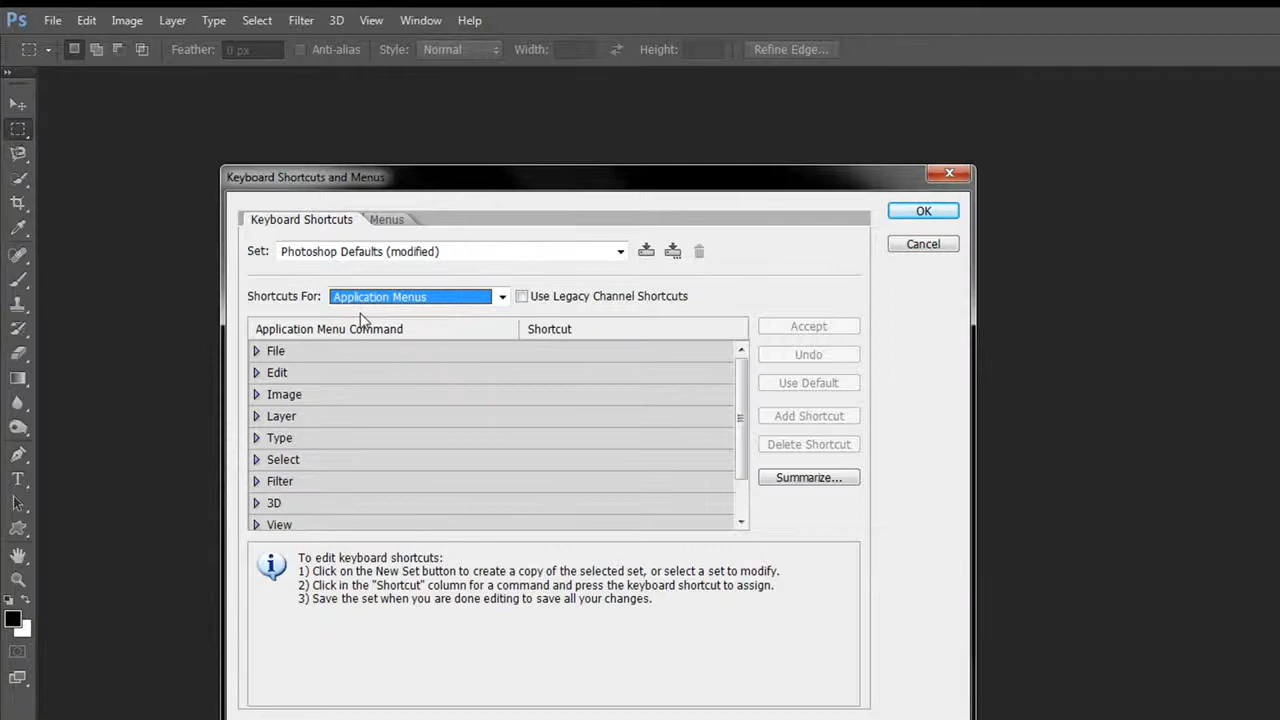 Ps File Edit Image Layer Type Select Filter 3D View Window Help
Feather: 0 px Anti-alias Style: Normal Width: Height: Refine Edge...
Keyboard Shortcuts and Menus
Keyboard Shortcuts Menus
OK
Set: Photoshop Defaults (modified)
Cancel
Shortcuts For: Application Menus Use Legacy Channel Shortcuts
Application Menu Command Shortcut
Accept
File
Undo
Edit
Use Default
Image
Layer
Add Shortcut
Type
Delete Shortcut
Select
Summarize...
Filter
3D
View
To edit keyboard shortcuts:
1) Click on the New Set button to create a copy of the selected set, or select a set to modify.
2) Click in the "Shortcut" column for a command and press the keyboard shortcut to assign.
3) Save the set when you are done editing to save all your changes.
T